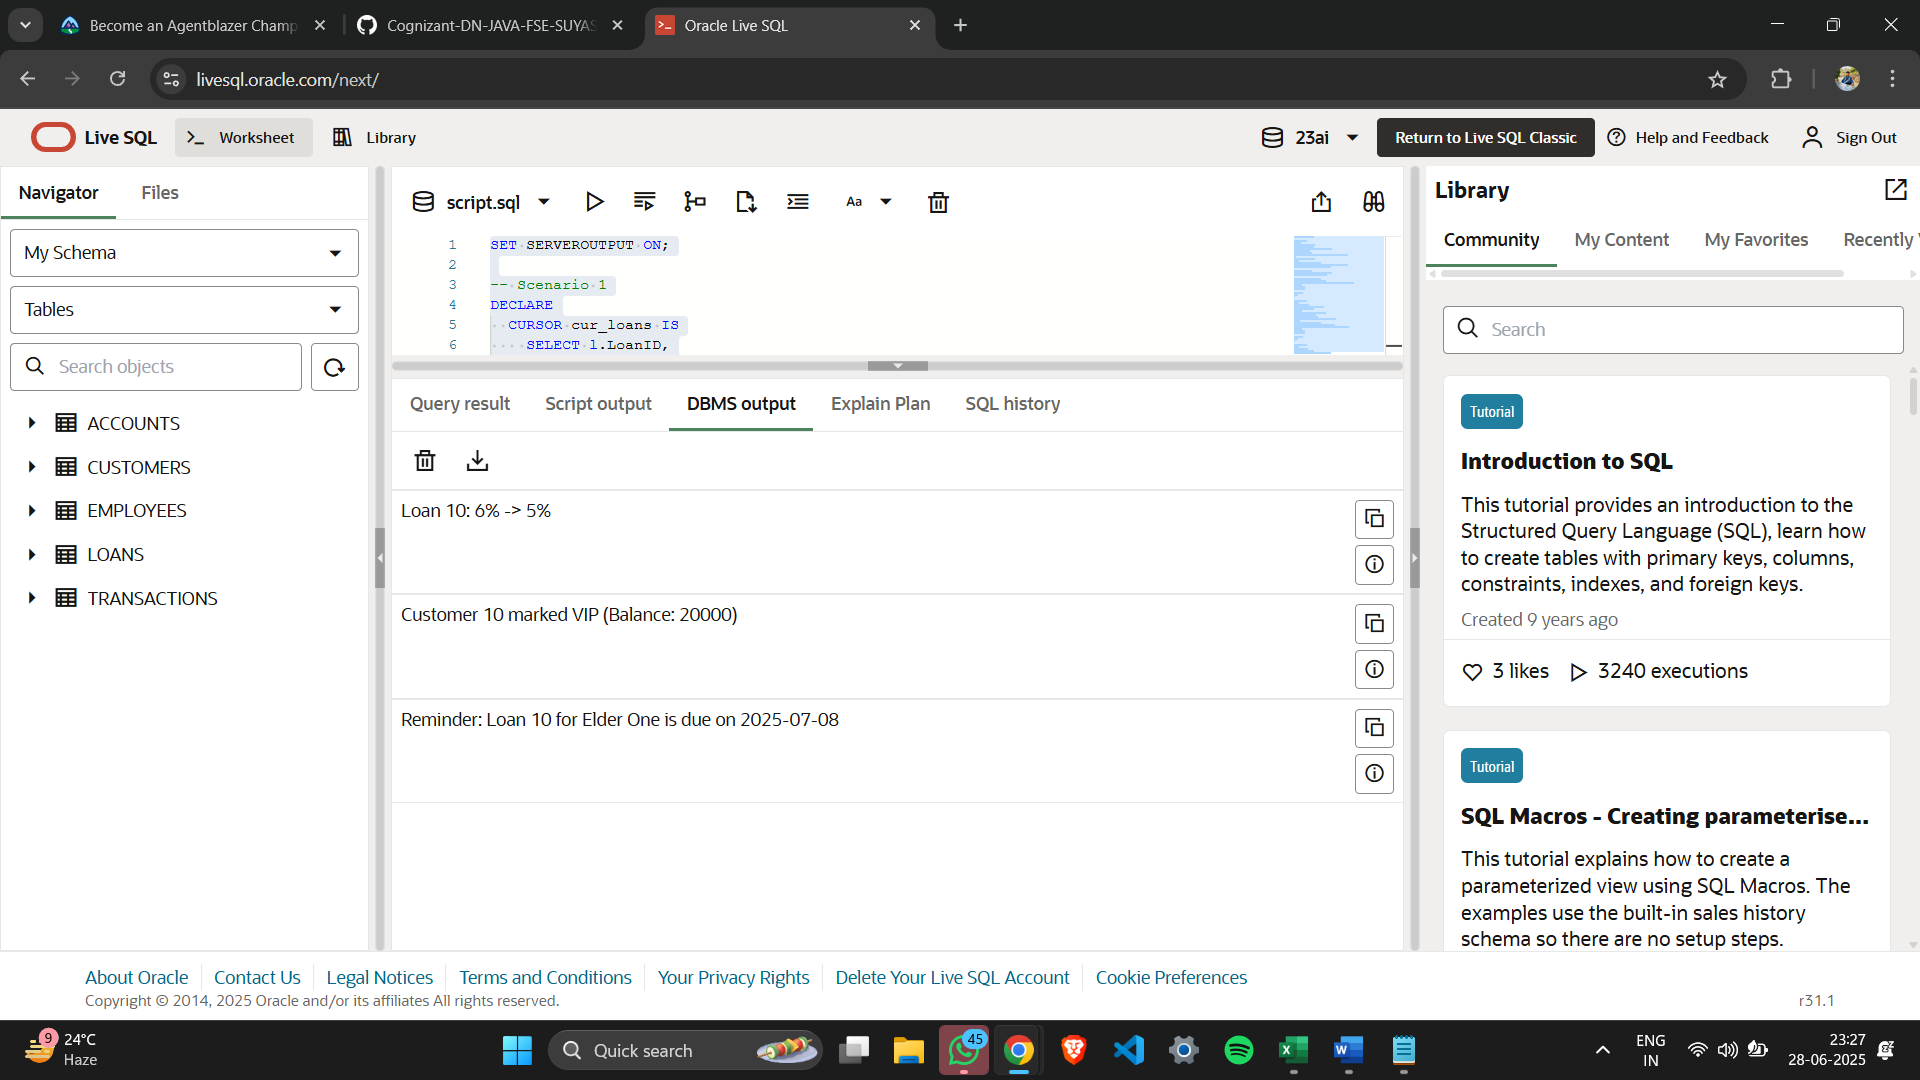 Become an Agentblazer Champ
Cognizant-DN-JAVA-FSE-SUYAS
Oracle Live SQL
livesql.oracle.com/next/
Live SQL
Worksheet
Library
23ai
Return to Live SQL Classic
Help and Feedback
Sign Out
Navigator
Files
My Schema
Tables
Search objects
ACCOUNTS
CUSTOMERS
EMPLOYEES
LOANS
TRANSACTIONS
script.sql
Aa
1 SET SERVEROUTPUT ON;
2
3 -- Scenario 1
4 DECLARE
5 CURSOR cur_loans IS
6 SELECT l.LoanID,
Query result
Script output
DBMS output
Explain Plan
SQL history
Loan 10: 6% -> 5%
Customer 10 marked VIP (Balance: 20000)
Reminder: Loan 10 for Elder One is due on 2025-07-08
Library
Community
My Content
My Favorites
Recently
Search
Tutorial
Introduction to SQL
This tutorial provides an introduction to the
Structured Query Language (SQL), learn how
to create tables with primary keys, columns,
constraints, indexes, and foreign keys.
Created 9 years ago
3 likes
3240 executions
Tutorial
SQL Macros - Creating parameterise...
This tutorial explains how to create a
parameterized view using SQL Macros. The
examples use the built-in sales history
schema so there are no setup steps.
About Oracle
Contact Us
Legal Notices
Terms and Conditions
Your Privacy Rights
Delete Your Live SQL Account
Cookie Preferences
Copyright © 2014, 2025 Oracle and/or its affiliates All rights reserved.
r31.1
9
24°C
Haze
Quick search
45
ENG
IN
23:27
28-06-2025